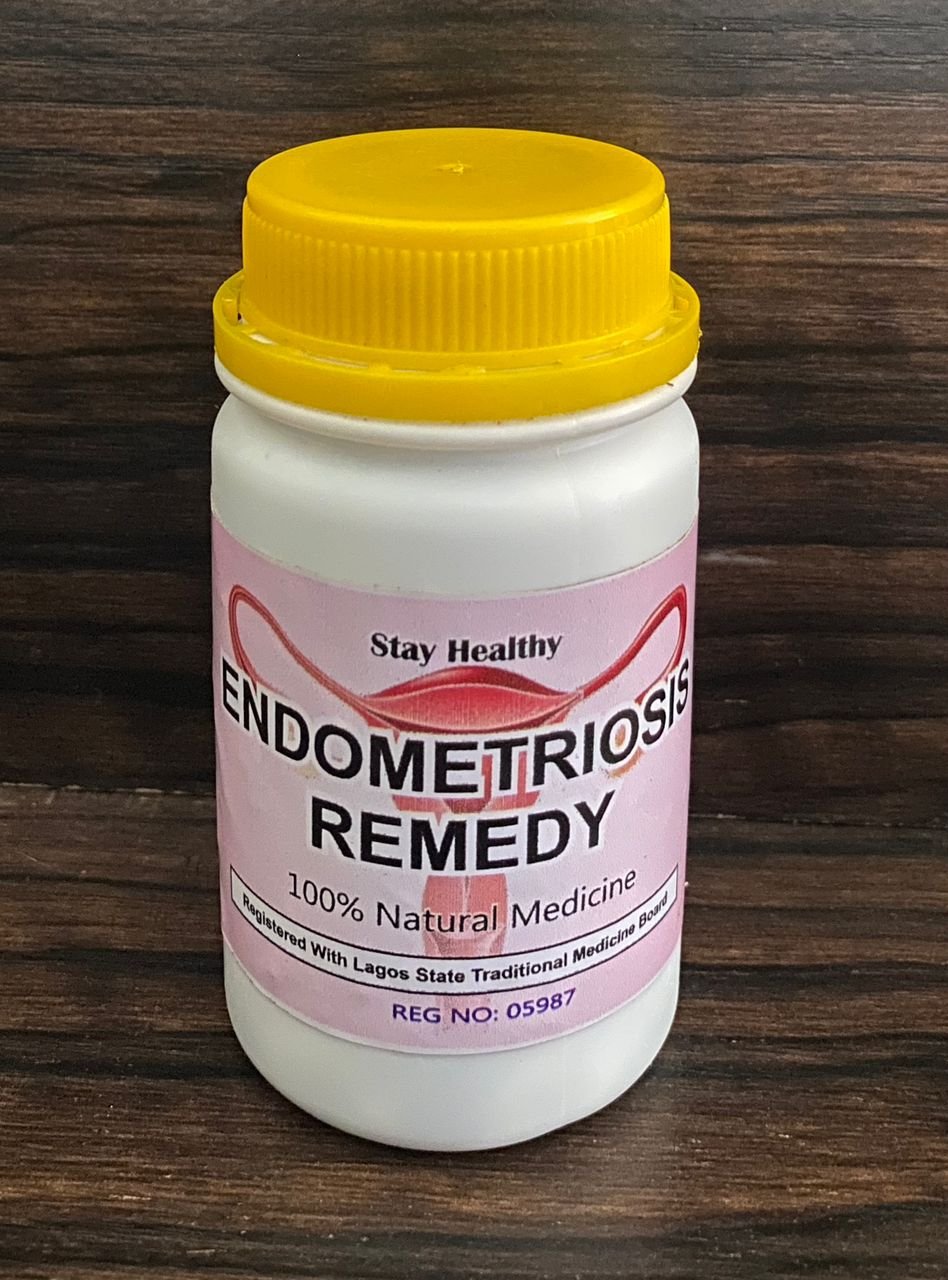 Stay Healthy
ENDOMETRIOSIS
REMEDY
100% Natural Medicine
Registered With Lagos State Traditional Medicine Board
REG NO: 05987